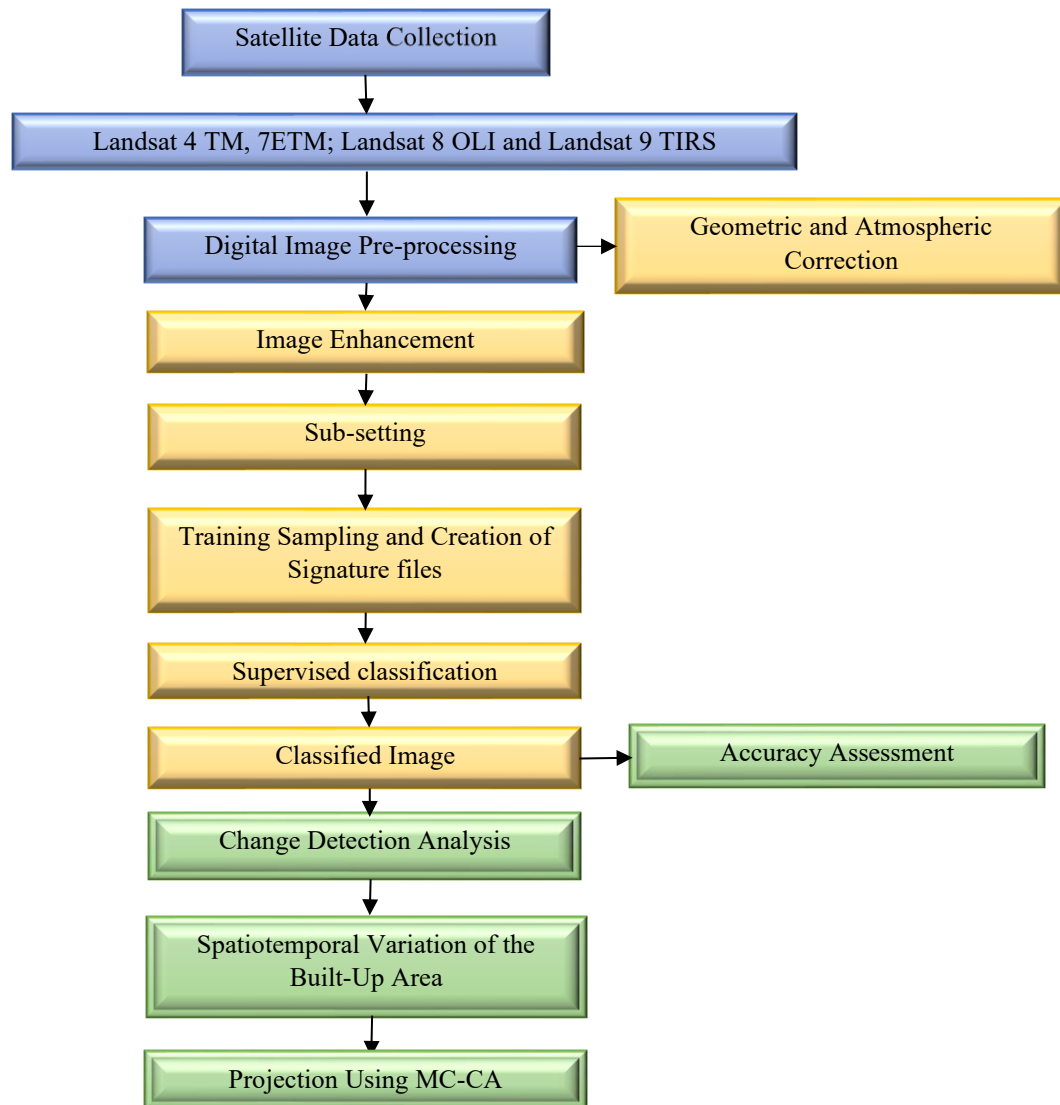 Satellite Data Collection
Landsat 4 TM, 7ETM; Landsat 8 OLI and Landsat 9 TIRS
Digital Image Pre-processing
Geometric and Atmospheric
Correction
Image Enhancement
Sub-setting
Training Sampling and Creation of
Signature files
Supervised classification
Classified Image
Accuracy Assessment
Change Detection Analysis
Spatiotemporal Variation of the
Built-Up Area
Projection Using MC-CA